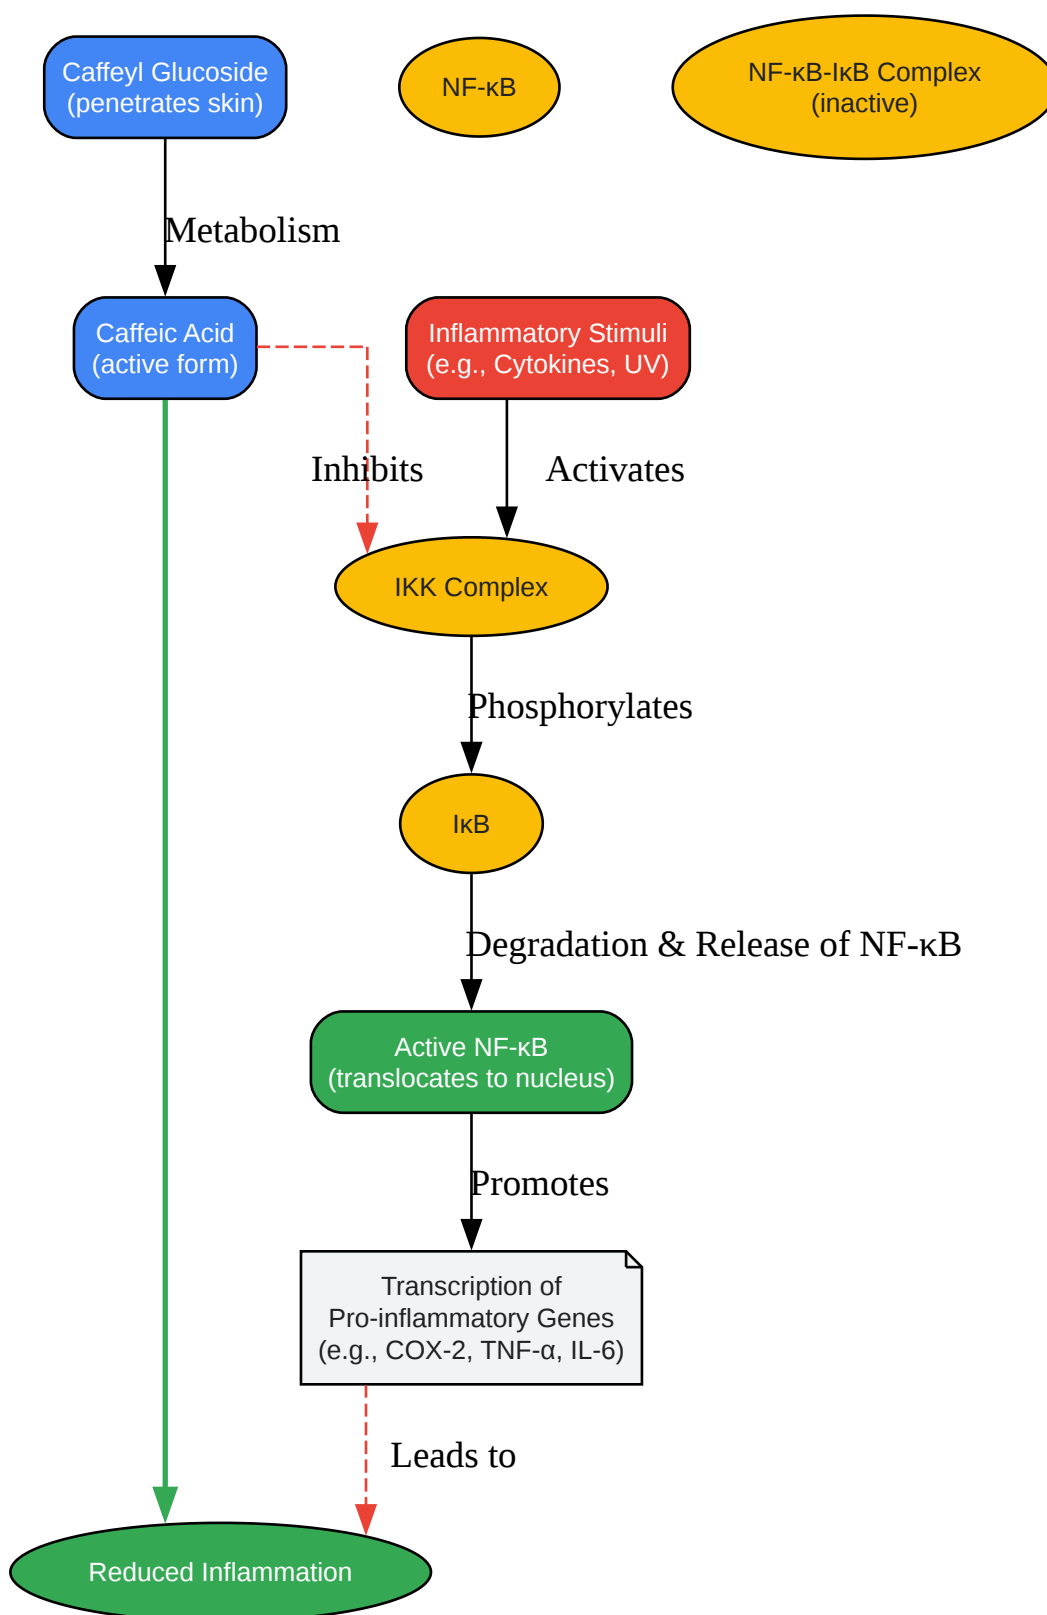 Caffeyl Glucoside
(penetrates skin)
NF-κB
NF-κB-IκB Complex
(inactive)
Metabolism
Caffeic Acid
(active form)
Inflammatory Stimuli
(e.g., Cytokines, UV)
Inhibits
Activates
IKK Complex
Phosphorylates
IκB
Degradation & Release of NF-κB
Active NF-κB
(translocates to nucleus)
Promotes
Transcription of
Pro-inflammatory Genes
(e.g., COX-2, TNF-α, IL-6)
Leads to
Reduced Inflammation